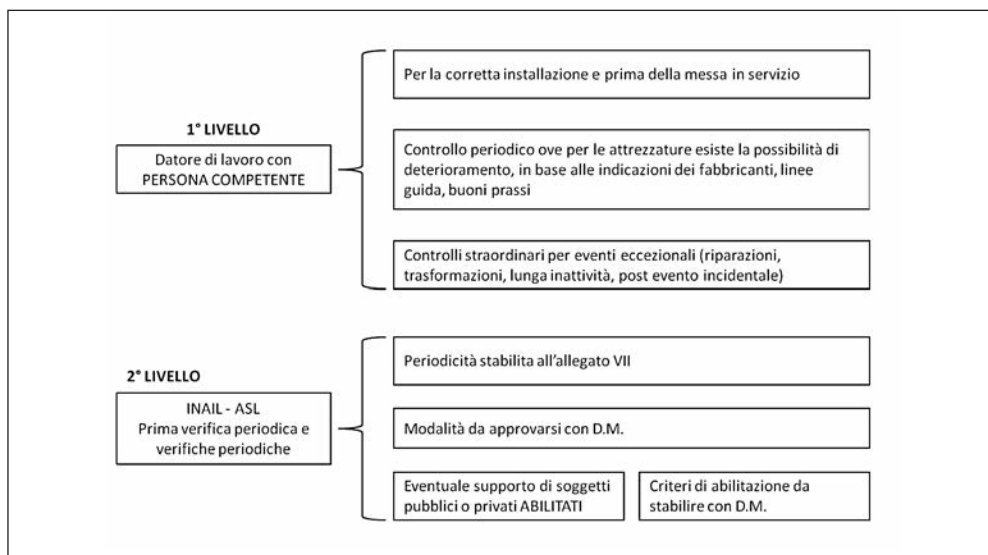 1° LIVELLO
Datore di lavoro con
PERSONA COMPETENTE
Per la corretta installazione e prima della messa in servizio
Controllo periodico ove per le attrezzature esiste la possibilità di
deterioramento, in base alle indicazioni dei fabbricanti, linee
guida, buoni prassi
Controlli straordinari per eventi eccezionali (riparazioni,
trasformazioni, lunga inattività, post evento incidentale)
2° LIVELLO
INAIL - ASL
Prima verifica periodica e
verifiche periodiche
Periodicità stabilita all'allegato VII
Modalità da approvarsi con D.M.
Eventuale supporto di soggetti
pubblici o privati ABILITATI
Criteri di abilitazione da
stabilire con D.M.